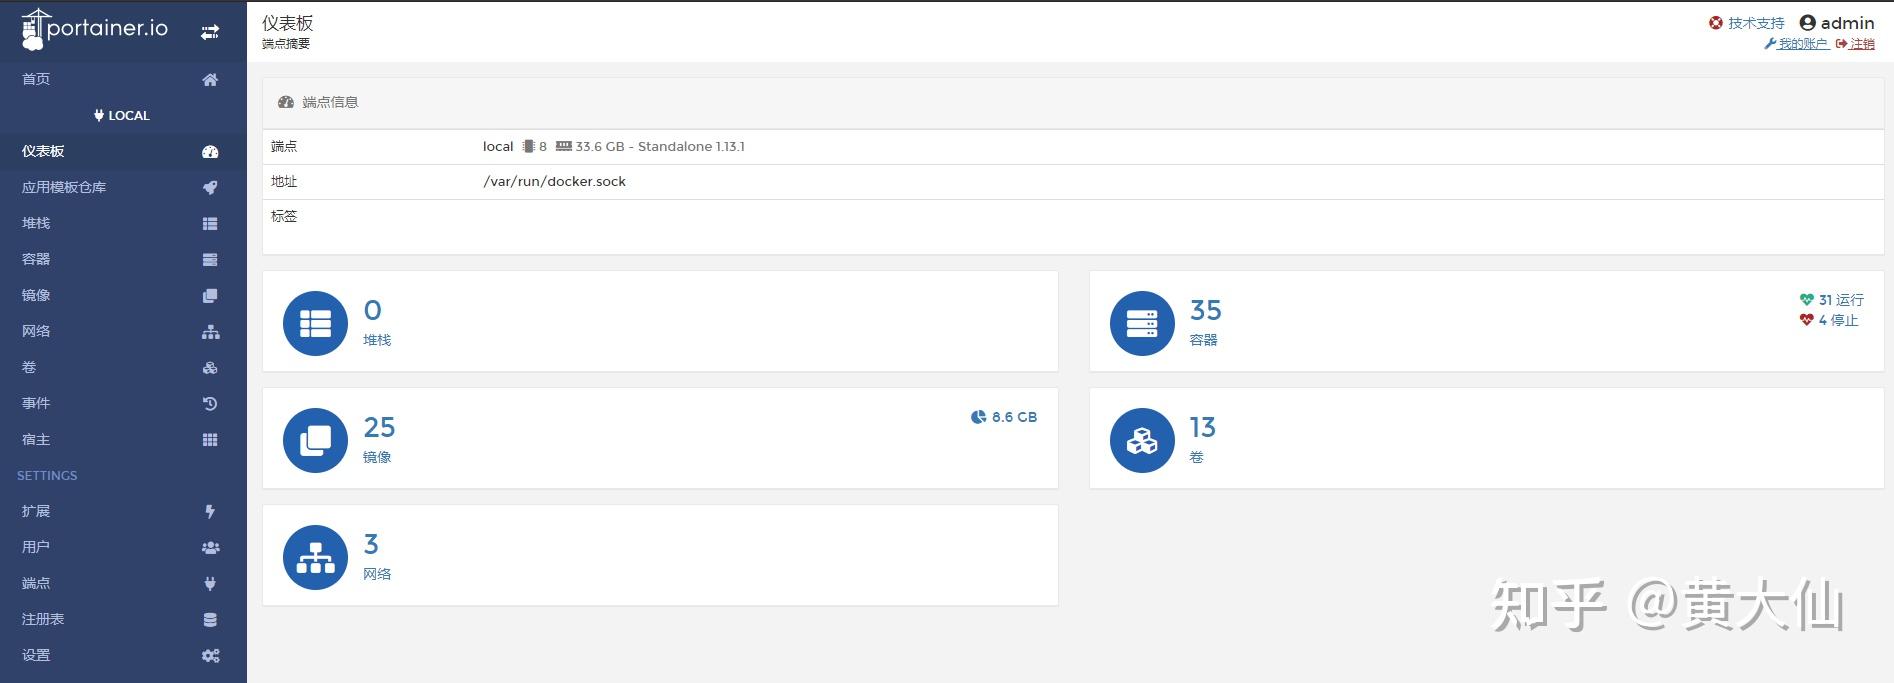 portainer.io
首页
LOCAL
仪表板
应用模板仓库
堆栈
容器
镜像
网络
卷
事件
宿主
SETTINGS
扩展
用户
端点
注册表
设置
仪表板
端点摘要
技术支持 admin
我的账户 注销
端点信息
端点 local 8 33.6 GB - Standalone 1.13.1
地址 /var/run/docker.sock
标签
0
堆栈
35
容器
31 运行
4 停止
25
镜像
8.6 GB
13
卷
3
网络
知乎 @黄大仙